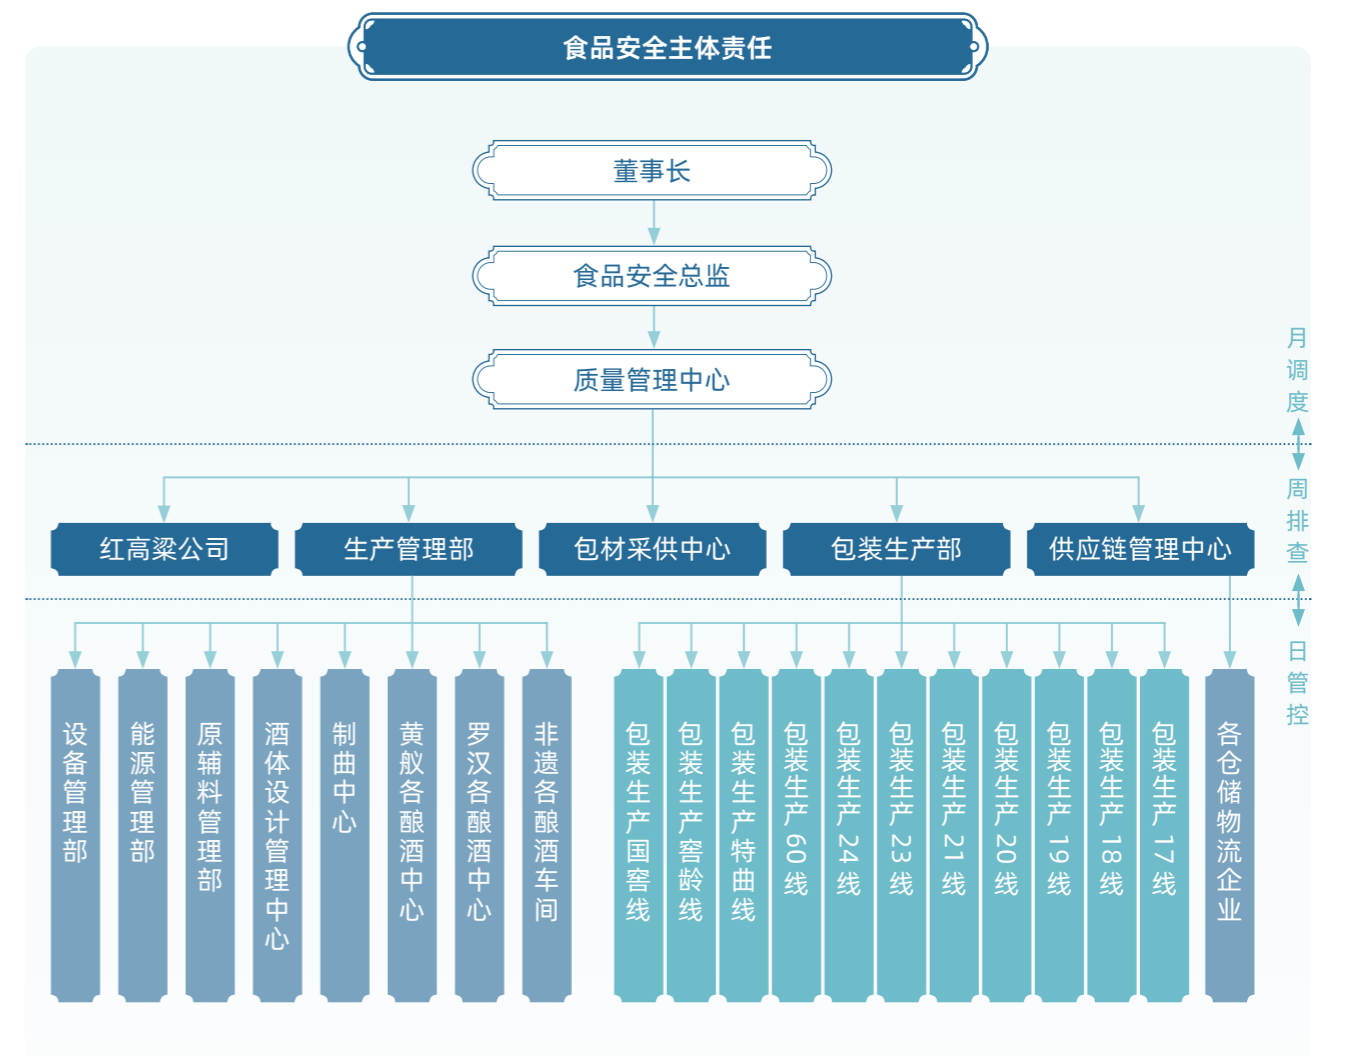 食品安全主体责任
董事长
食品安全总监
质量管理中心
月调度
周排查
日管控
红高粱公司
生产管理部
包材采供中心
包装生产部
供应链管理中心
设备管理部
能源管理部
原辅料管理部
酒体设计管理中心
制曲中心
黄舣各酿酒中心
罗汉各酿酒中心
非遗各酿酒车间
包装生产国窖线
包装生产窖龄线
包装生产特曲线
包装生产60线
包装生产24线
包装生产23线
包装生产21线
包装生产20线
包装生产19线
包装生产18线
包装生产17线
各仓储物流企业